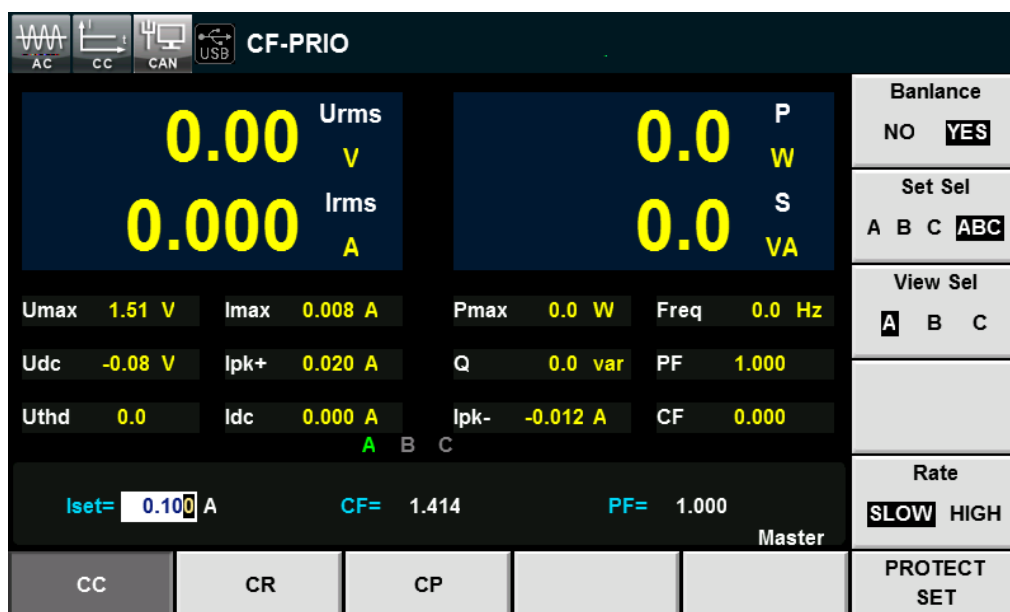 AC CC CAN USB CF-PRIO
0.00 Urms V 0.0 P W
0.000 Irms A 0.0 S VA
Umax 1.51 V Imax 0.008 A Pmax 0.0 W Freq 0.0 Hz
Udc -0.08 V Ipk+ 0.020 A Q 0.0 var PF 1.000
Uthd 0.0 Idc 0.000 A Ipk- -0.012 A CF 0.000
A B C
Iset= 0.100 A CF= 1.414 PF= 1.000
Master
CC CR CP
Banlance
NO YES
Set Sel
A B C ABC
View Sel
A B C
Rate
SLOW HIGH
PROTECT
SET